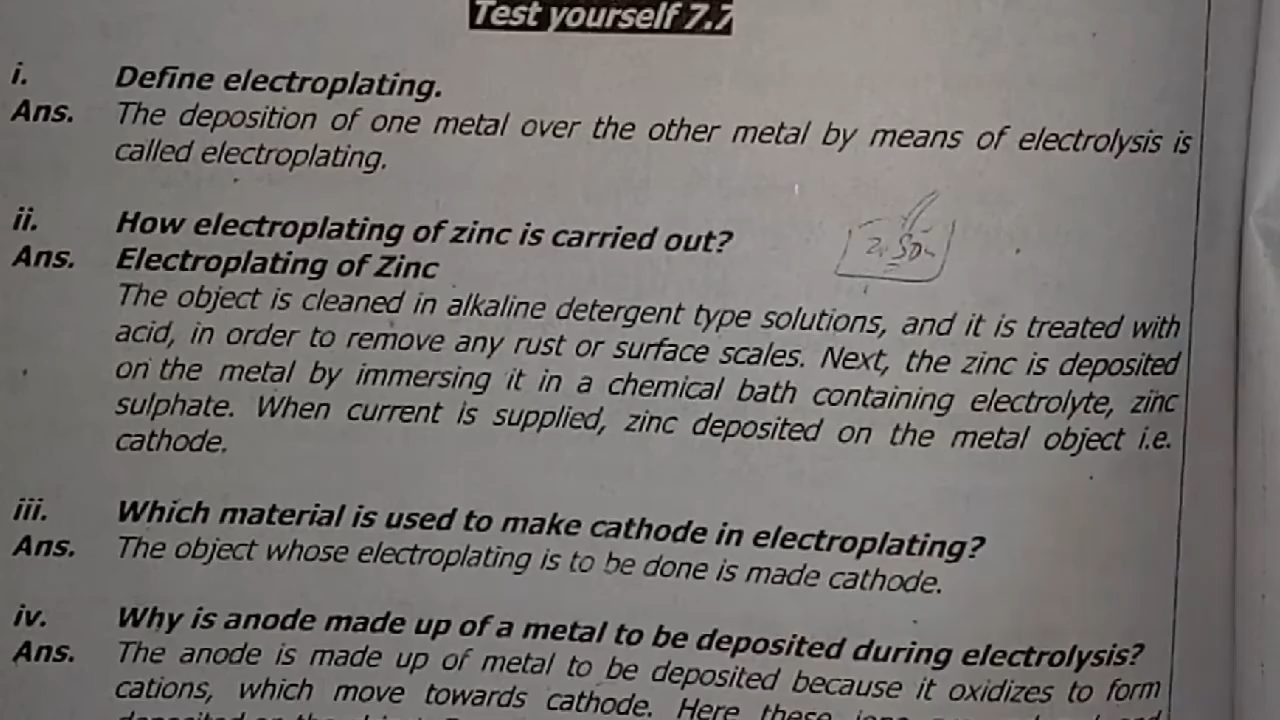 Test yourself 7.7
i. Define electroplating.
Ans. The deposition of one metal over the other metal by means of electrolysis is
called electroplating.
ii. How electroplating of zinc is carried out?
Ans. Electroplating of Zinc
The object is cleaned in alkaline detergent type solutions, and it is treated with
acid, in order to remove any rust or surface scales. Next, the zinc is deposited
on the metal by immersing it in a chemical bath containing electrolyte, zinc
sulphate. When current is supplied, zinc deposited on the metal object i.e.
cathode.
iii. Which material is used to make cathode in electroplating?
Ans. The object whose electroplating is to be done is made cathode.
iv. Why is anode made up of a metal to be deposited during electrolysis?
Ans. The anode is made up of metal to be deposited because it oxidizes to form
cations, which move towards cathode. Here these ions